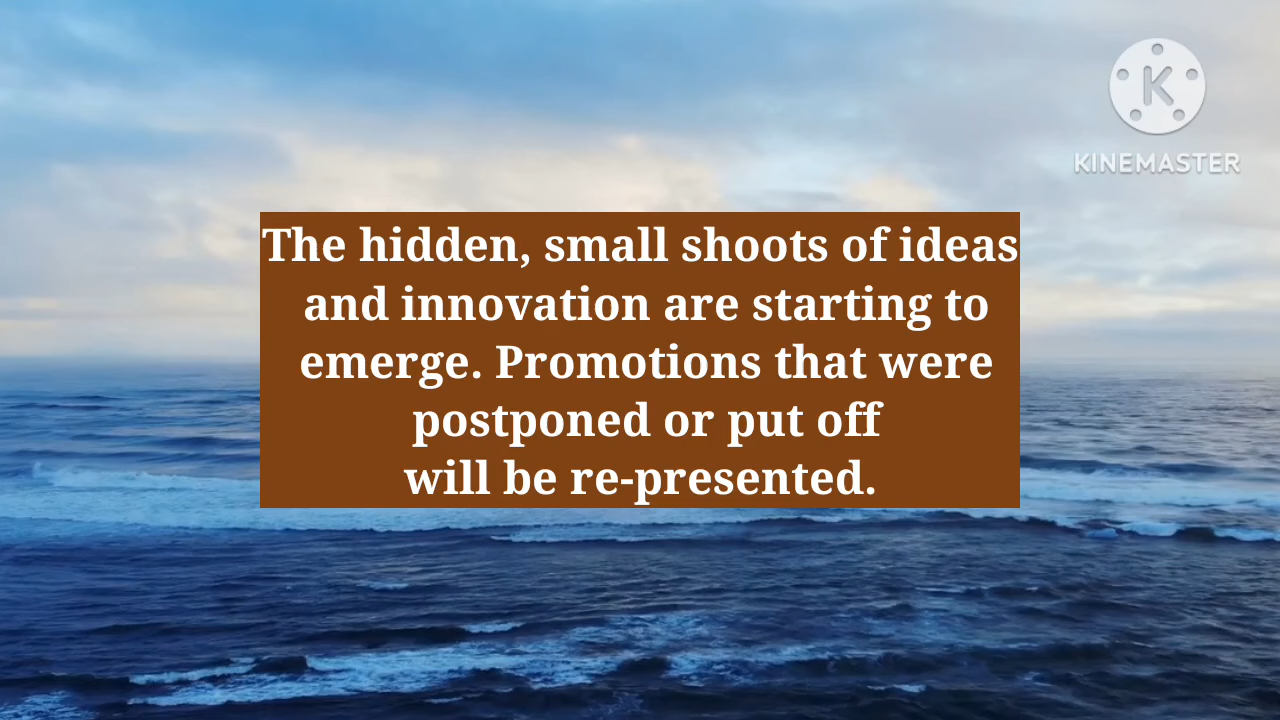 K
KINEMASTER
The hidden, small shoots of ideas
and innovation are starting to
emerge. Promotions that were
postponed or put off
will be re-presented.